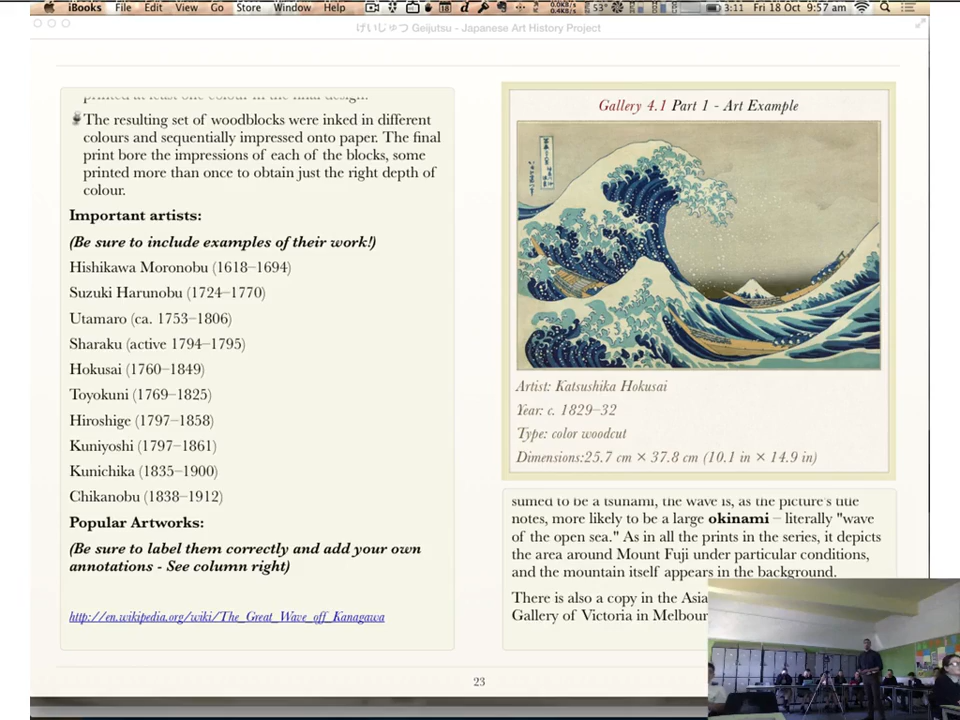 iBooks File Edit View Go Store Window Help 53° 3:11 Fri 18 Oct 9:57 am
げいじゅつ Geijutsu - Japanese Art History Project
printed at least one colour in the final design.
The resulting set of woodblocks were inked in different
colours and sequentially impressed onto paper. The final
print bore the impressions of each of the blocks, some
printed more than once to obtain just the right depth of
colour.
Important artists:
(Be sure to include examples of their work!)
Hishikawa Moronobu (1618–1694)
Suzuki Harunobu (1724–1770)
Utamaro (ca. 1753–1806)
Sharaku (active 1794–1795)
Hokusai (1760–1849)
Toyokuni (1769–1825)
Hiroshige (1797–1858)
Kuniyoshi (1797–1861)
Kunichika (1835–1900)
Chikanobu (1838–1912)
Popular Artworks:
(Be sure to label them correctly and add your own
annotations - See column right)
http://en.wikipedia.org/wiki/The_Great_Wave_off_Kanagawa
Gallery 4.1 Part 1 - Art Example
Artist: Katsushika Hokusai
Year: c. 1829–32
Type: color woodcut
Dimensions:25.7 cm × 37.8 cm (10.1 in × 14.9 in)
sumed to be a tsunami, the wave is, as the picture's title
notes, more likely to be a large okinami – literally "wave
of the open sea." As in all the prints in the series, it depicts
the area around Mount Fuji under particular conditions,
and the mountain itself appears in the background.
There is also a copy in the Asia
Gallery of Victoria in Melbour
23